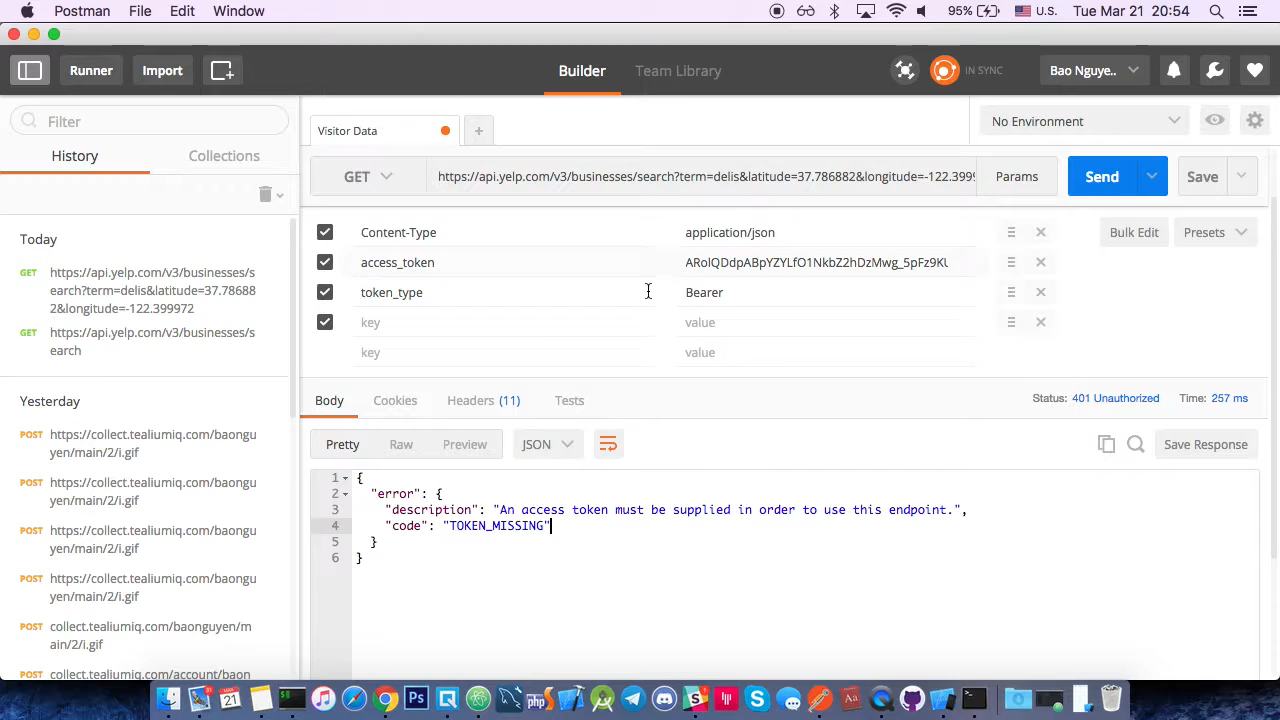 Postman File Edit Window 95% U.S. Tue Mar 21 20:54
Runner Import Builder Team Library IN SYNC Bao Nguye..
Filter
Visitor Data
No Environment
History Collections
GET https://api.yelp.com/v3/businesses/search?term=delis&latitude=37.786882&longitude=-122.3999 Params Send Save
Content-Type application/json Bulk Edit Presets
access_token ARolQDdpABpYZYLfO1NkbZ2hDzMwg_5pFz9KU
token_type Bearer
key value
key value
Today
GET https://api.yelp.com/v3/businesses/s
earch?term=delis&latitude=37.78688
2&longitude=-122.399972
GET https://api.yelp.com/v3/businesses/s
earch
Yesterday
POST https://collect.tealiumiq.com/baongu
yen/main/2/i.gif
POST https://collect.tealiumiq.com/baongu
yen/main/2/i.gif
POST https://collect.tealiumiq.com/baongu
yen/main/2/i.gif
POST https://collect.tealiumiq.com/baongu
yen/main/2/i.gif
POST collect.tealiumiq.com/baonguyen/m
ain/2/i.gif
POST collect.tealiumiq.com/account/baon
Body Cookies Headers (11) Tests Status: 401 Unauthorized Time: 257 ms
Pretty Raw Preview JSON Save Response
1 {
2 "error": {
3 "description": "An access token must be supplied in order to use this endpoint.",
4 "code": "TOKEN_MISSING"
5 }
6 }